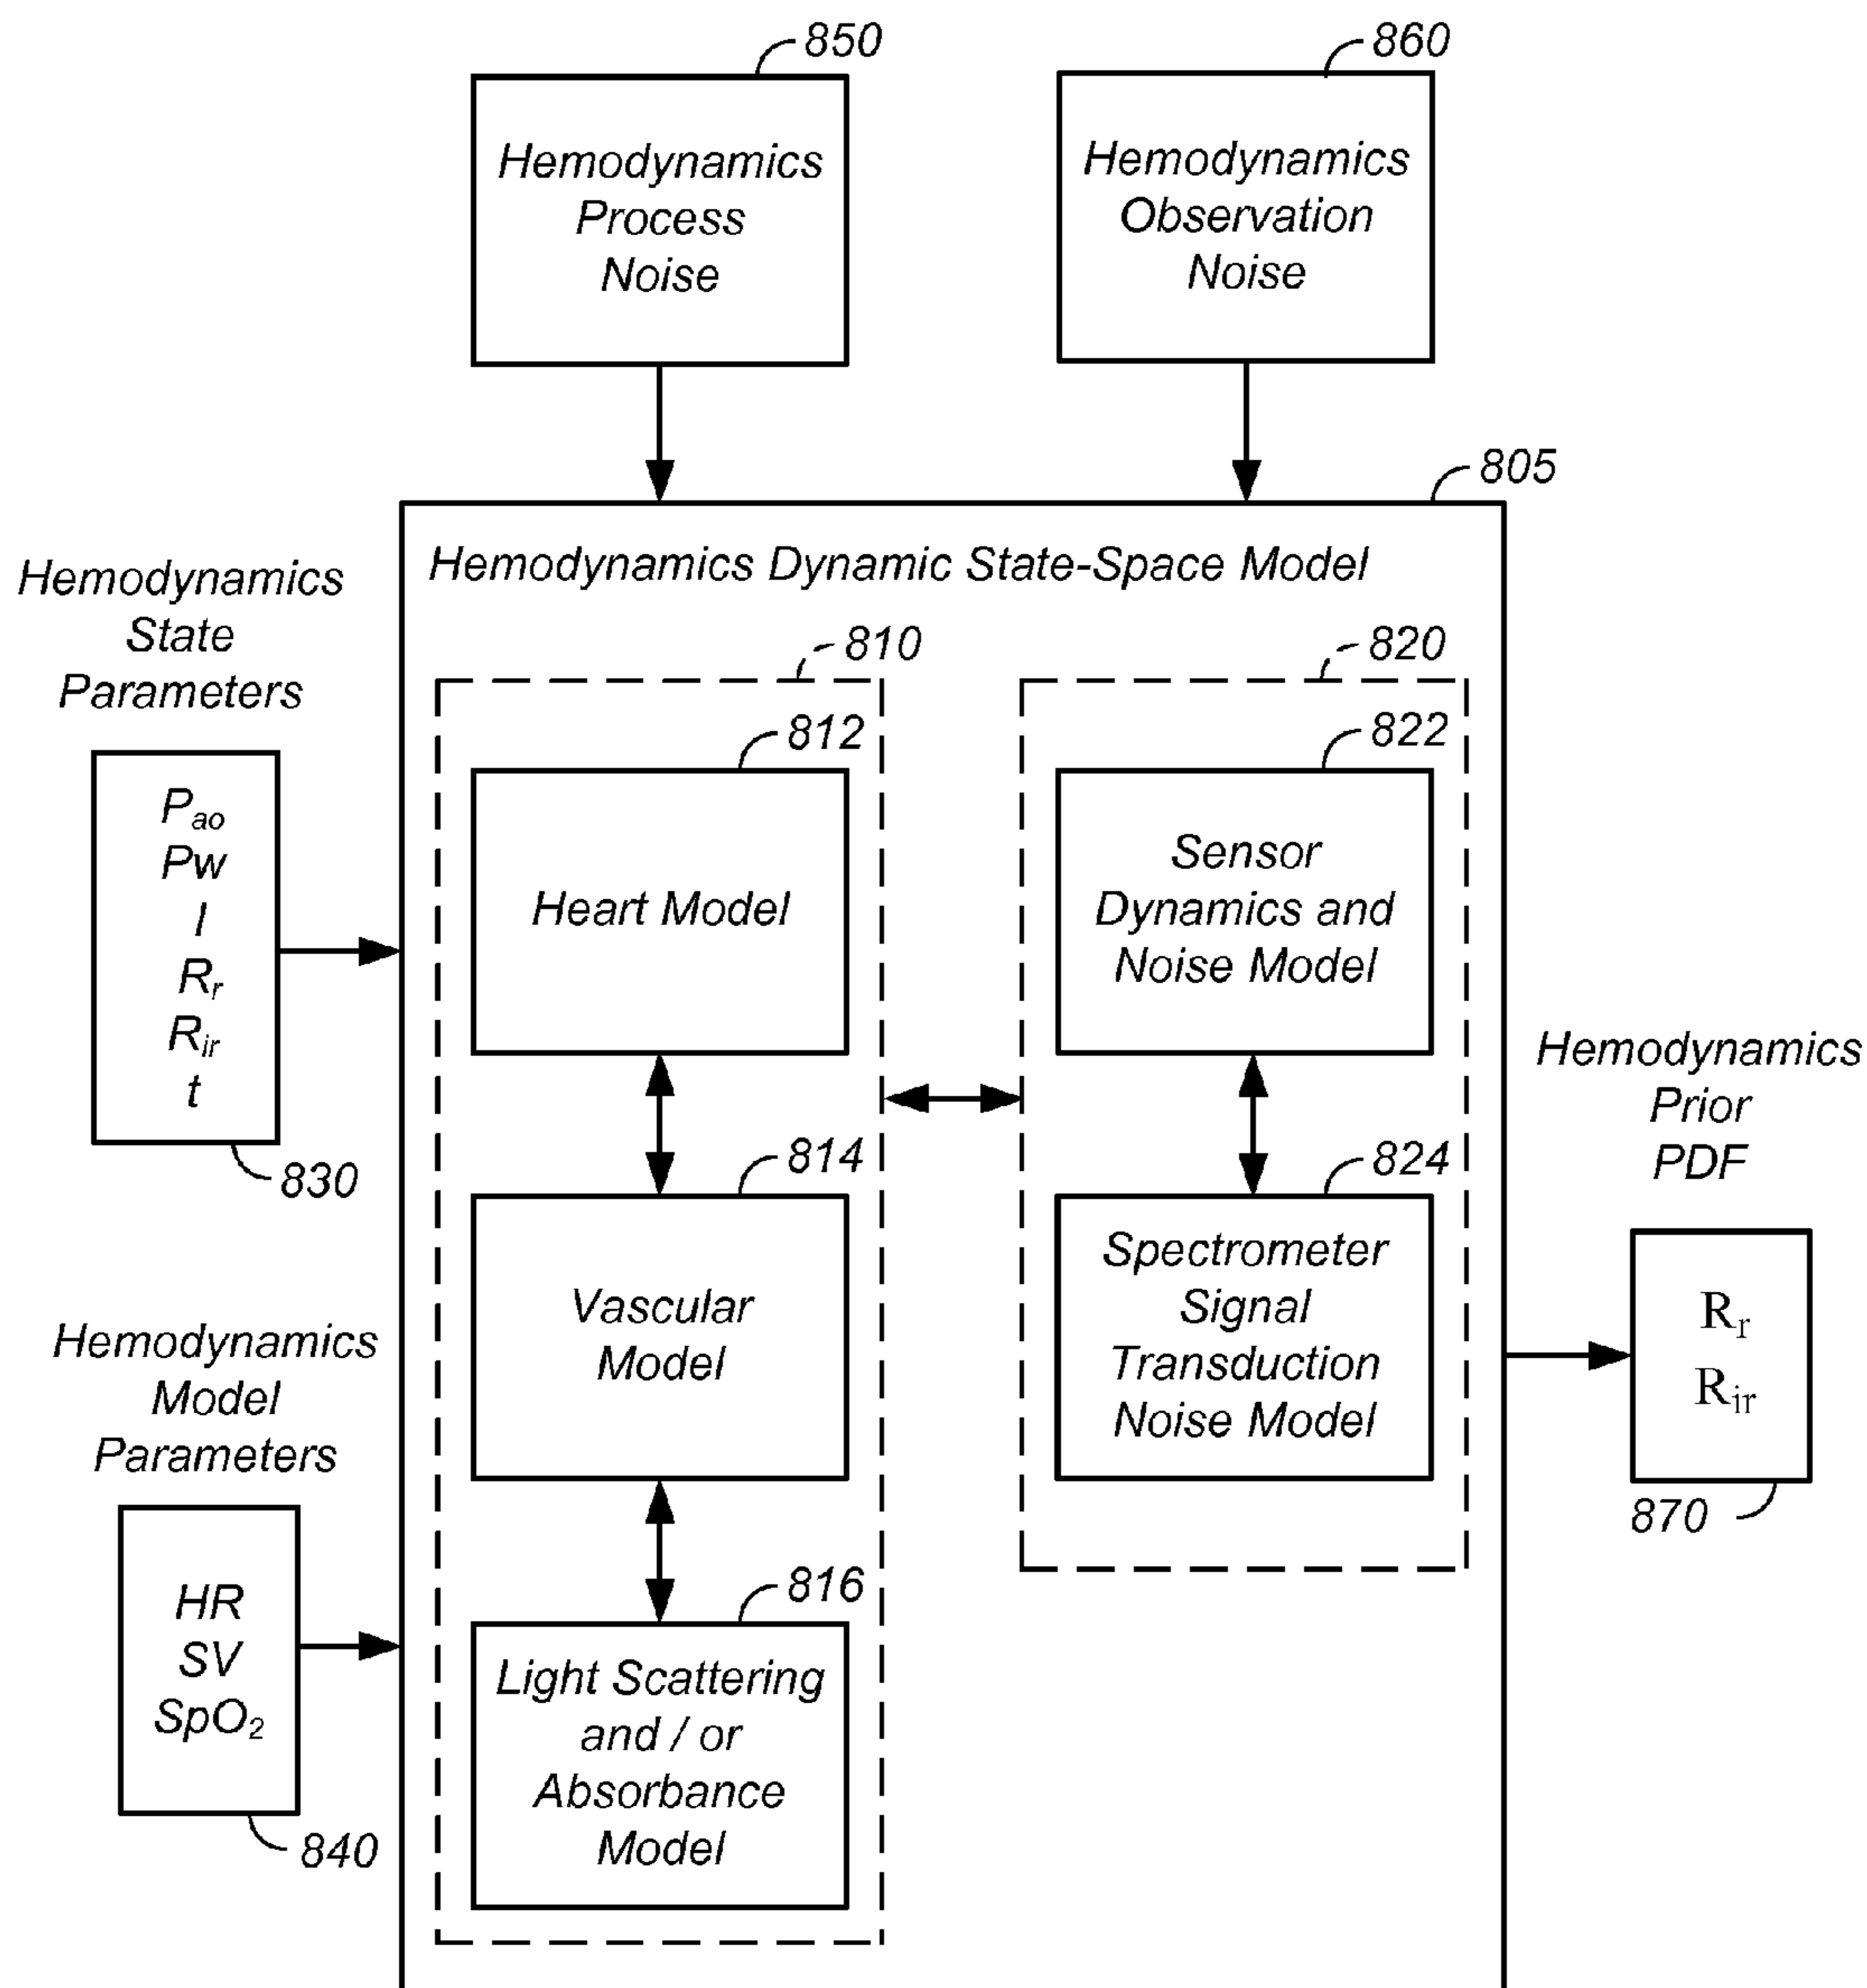 850
860
Hemodynamics
Process
Noise
Hemodynamics
Observation
Noise
805
Hemodynamics Dynamic State-Space Model
Hemodynamics
State
Parameters
Pao
Pw
I
Rr
Rir
t
830
Hemodynamics
Model
Parameters
HR
SV
SpO2
840
810
812
Heart Model
814
Vascular
Model
816
Light Scattering
and / or
Absorbance
Model
820
822
Sensor
Dynamics and
Noise Model
824
Spectrometer
Signal
Transduction
Noise Model
Hemodynamics
Prior
PDF
Rr
Rir
870